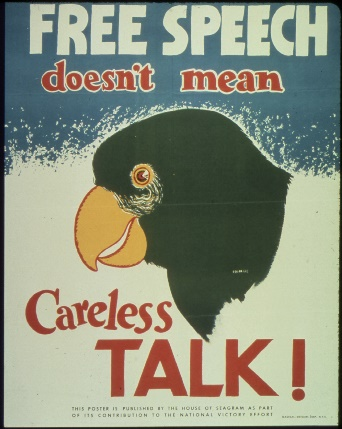 FREE SPEECH
doesn't mean
Careless
TALK!
THIS POSTER IS PUBLISHED BY THE HOUSE OF SEAGRAM AS PART
OF ITS CONTRIBUTION TO THE NATIONAL VICTORY EFFORT